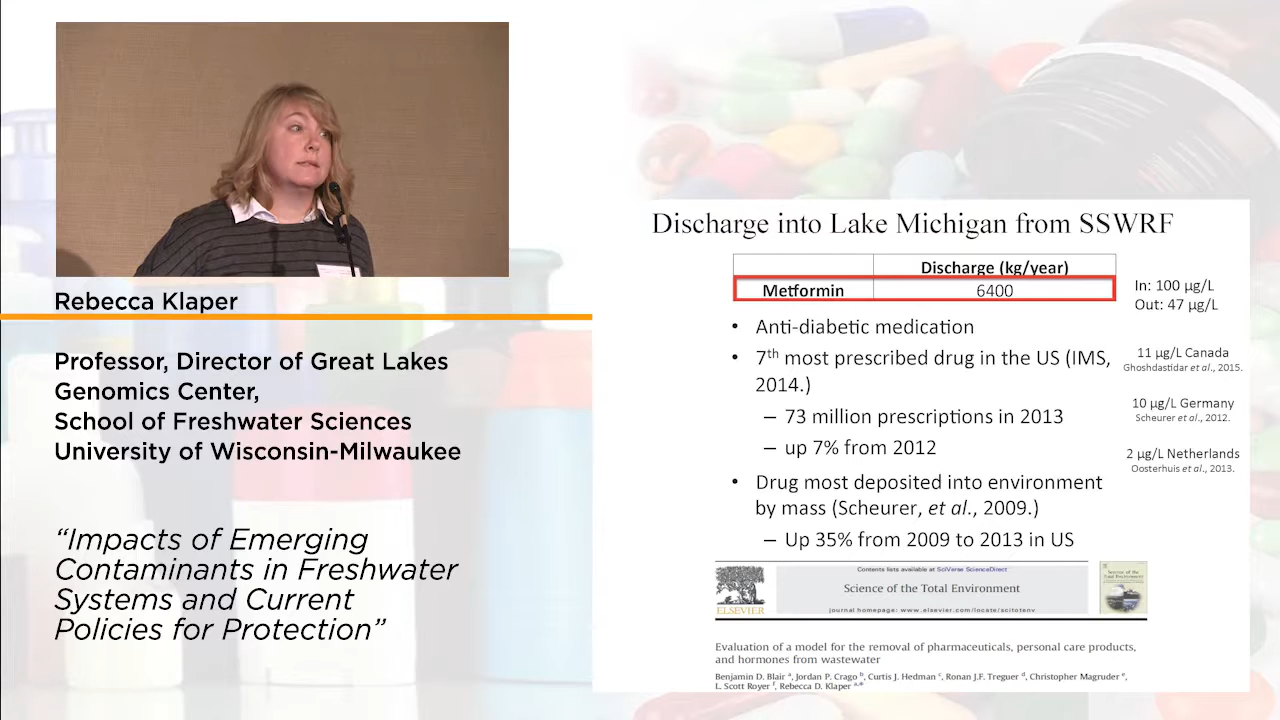 Rebecca Klaper
Professor, Director of Great Lakes
Genomics Center,
School of Freshwater Sciences
University of Wisconsin-Milwaukee
“Impacts of Emerging
Contaminants in Freshwater
Systems and Current
Policies for Protection”
Discharge into Lake Michigan from SSWRF
Discharge (kg/year)
Metformin 6400
In: 100 µg/L
Out: 47 µg/L
• Anti-diabetic medication
• 7th most prescribed drug in the US (IMS,
2014.)
– 73 million prescriptions in 2013
– up 7% from 2012
• Drug most deposited into environment
by mass (Scheurer, et al., 2009.)
– Up 35% from 2009 to 2013 in US
11 µg/L Canada
Ghoshdastidar et al., 2015.
10 µg/L Germany
Scheurer et al., 2012.
2 µg/L Netherlands
Oosterhuis et al., 2013.
Contents lists available at SciVerse ScienceDirect
Science of the Total Environment
journal homepage: www.elsevier.com/locate/scitotenv
ELSEVIER
Evaluation of a model for the removal of pharmaceuticals, personal care products,
and hormones from wastewater
Benjamin D. Blair a, Jordan P. Crago b, Curtis J. Hedman c, Ronan J.F. Treguer d, Christopher Magruder e,
L. Scott Royer f, Rebecca D. Klaper a,*